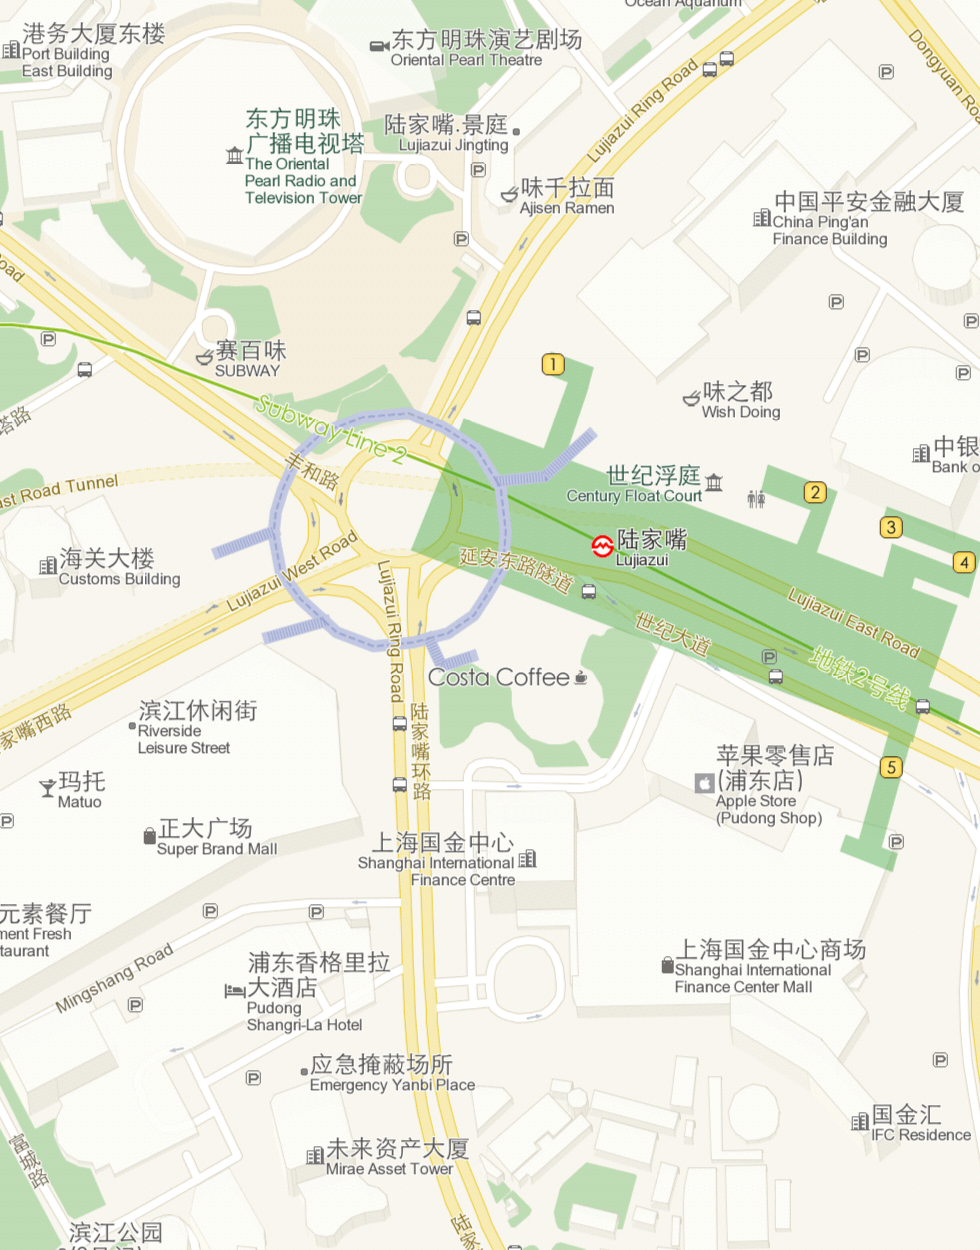 Ocean Aquarium
港务大厦东楼
Port Building
East Building
东方明珠演艺剧场
Oriental Pearl Theatre
Dongyuan Roa
Lujiazui Ring Road
东方明珠
广播电视塔
The Oriental
Pearl Radio and
Television Tower
陆家嘴.景庭
Lujiazui Jingting
P
味千拉面
Ajisen Ramen
中国平安金融大厦
China Ping'an
Finance Building
P
P
Road
P
P
P
赛百味
SUBWAY
P
P
1
味之都
Wish Doing
塔路
Subway Line 2
丰和路
中银
Bank o
ast Road Tunnel
世纪浮庭
Century Float Court
2
3
4
海关大楼
Customs Building
Lujiazui West Road
陆家嘴
Lujiazui
延安东路隧道
Lujiazui Ring Road
Lujiazui East Road
世纪大道
P
地铁2号线
Costa Coffee
家嘴西路
滨江休闲街
Riverside
Leisure Street
陆家嘴环路
玛托
Matuo
苹果零售店
(浦东店)
Apple Store
(Pudong Shop)
5
P
正大广场
Super Brand Mall
上海国金中心
Shanghai International
Finance Centre
P
元素餐厅
ment Fresh
taurant
P
P
Mingshang Road
浦东香格里拉
大酒店
Pudong
Shangri-La Hotel
上海国金中心商场
Shanghai International
Finance Center Mall
P
P
应急掩蔽场所
Emergency Yanbi Place
P
国金汇
IFC Residence
富城路
未来资产大厦
Mirae Asset Tower
滨江公园
陆家